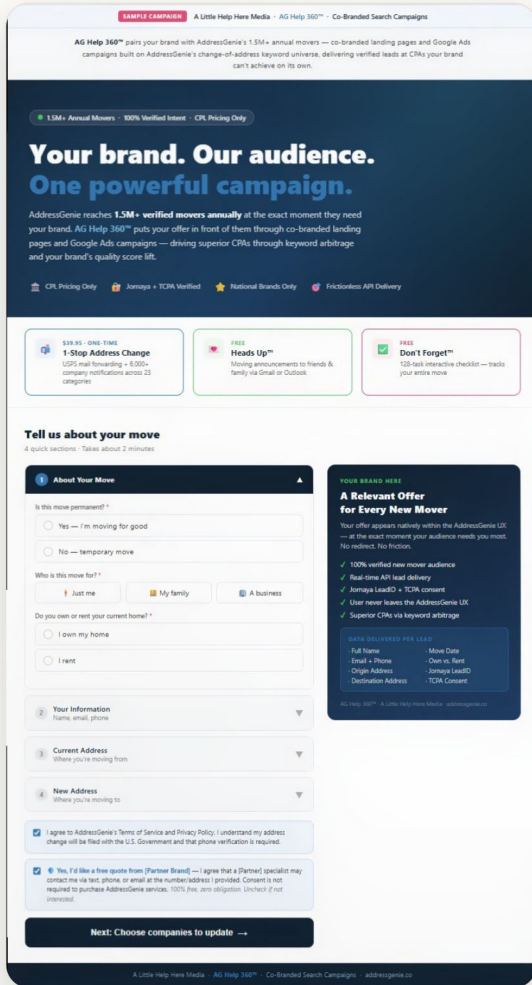 SAMPLE CAMPAIGN A Little Help Here Media · AG Help 360™ · Co-Branded Search Campaigns
AG Help 360™ pairs your brand with AddressGenie's 1.5M+ annual movers — co-branded landing pages and Google Ads
campaigns built on AddressGenie's change-of-address keyword universe, delivering verified leads at CPAs your brand
can't achieve on its own.
1.5M+ Annual Movers · 100% Verified Intent · CPL Pricing Only
Your brand. Our audience.
One powerful campaign.
AddressGenie reaches 1.5M+ verified movers annually at the exact moment they need
your brand. AG Help 360™ puts your offer in front of them through co-branded landing
pages and Google Ads campaigns — driving superior CPAs through keyword arbitrage
and your brand's quality score lift.
CPL Pricing Only
Jornaya + TCPA Verified
National Brands Only
Frictionless API Delivery
$39.95 · ONE-TIME
1-Stop Address Change
USPS mail forwarding + 6,000+
company notifications across 23
categories
FREE
Heads Up™
Moving announcements to friends &
family via Gmail or Outlook
FREE
Don't Forget™
128-task interactive checklist — tracks
your entire move
Tell us about your move
4 quick sections · Takes about 2 minutes
1 About Your Move
Is this move permanent? *
Yes — I'm moving for good
No — temporary move
Who is this move for? *
Just me
My family
A business
Do you own or rent your current home? *
I own my home
I rent
2 Your Information
Name, email, phone
3 Current Address
Where you're moving from
4 New Address
Where you're moving to
I agree to AddressGenie's Terms of Service and Privacy Policy. I understand my address
change will be filed with the U.S. Government and that phone verification is required.
Yes, I'd like a free quote from [Partner Brand] — I agree that a [Partner] specialist may
contact me via text, phone, or email at the number/address I provided. Consent is not
required to purchase AddressGenie services. 100% free, zero obligation. Uncheck if not
interested.
Next: Choose companies to update →
YOUR BRAND HERE
A Relevant Offer
for Every New Mover
Your offer appears natively within the AddressGenie UX
— at the exact moment your audience needs you most.
No redirect. No friction.
✓ 100% verified new mover audience
✓ Real-time API lead delivery
✓ Jornaya LeadID + TCPA consent
✓ User never leaves the AddressGenie UX
✓ Superior CPAs via keyword arbitrage
DATA DELIVERED PER LEAD
· Full Name
· Move Date
· Email + Phone
· Own vs. Rent
· Origin Address
· Jornaya LeadID
· Destination Address
· TCPA Consent
AG Help 360™ · A Little Help Here Media · addressgenie.co
A Little Help Here Media · AG Help 360™ · Co-Branded Search Campaigns · addressgenie.co